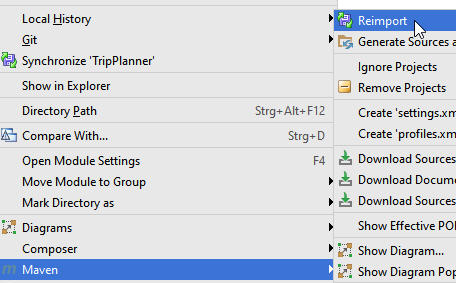 Local History
Git
Synchronize 'TripPlanner'
Show in Explorer
Directory Path Strg+Alt+F12
Compare With... Strg+D
Open Module Settings F4
Move Module to Group
Mark Directory as
Diagrams
Composer
Maven
Reimport
Generate Sources a
Ignore Projects
Remove Projects
Create 'settings.xm
Create 'profiles.xm
Download Sources
Download Docume
Download Sources
Show Effective PO
Show Diagram...
Show Diagram Pop